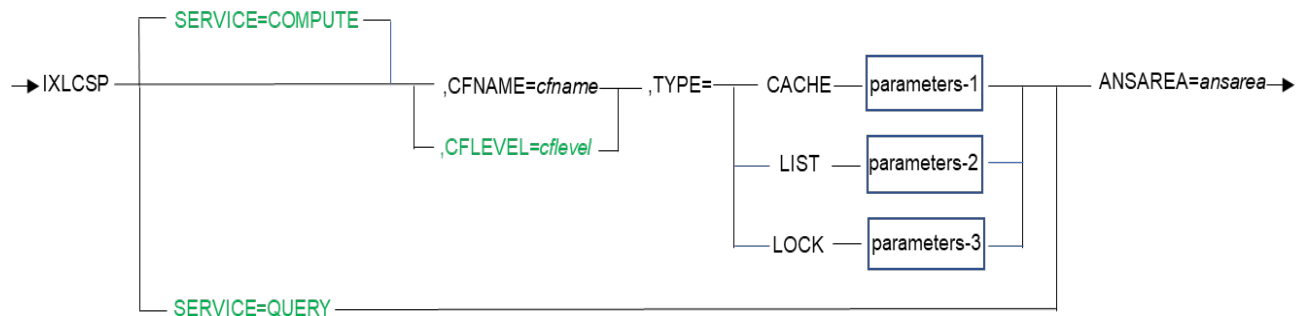 SERVICE=COMPUTE
IXLCSP ,CFNAME=cfname ,TYPE= CACHE parameters-1 ANSAREA=ansarea
,CFLEVEL=cflevel LIST parameters-2
LOCK parameters-3
SERVICE=QUERY